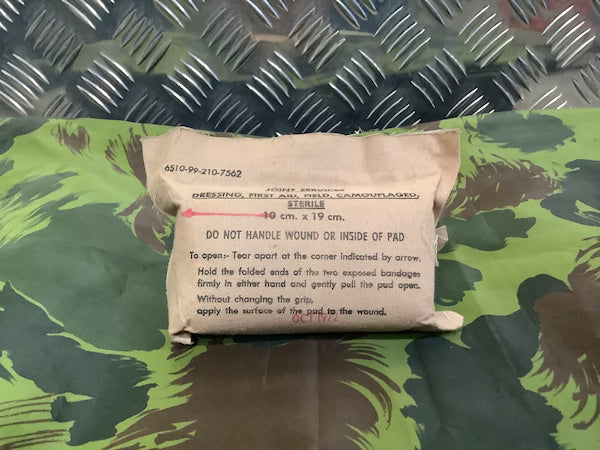 6510-99-210-7562
JOINT SERVICES
DRESSING, FIRST AID, FIELD, CAMOUFLAGED,
STERILE
10 cm. x 19 cm.
DO NOT HANDLE WOUND OR INSIDE OF PAD
To open:- Tear apart at the corner indicated by arrow.
Hold the folded ends of the two exposed bandages
firmly in either hand and gently pull the pad open.
Without changing the grip,
apply the surface of the pad to the wound.
OCT 1972